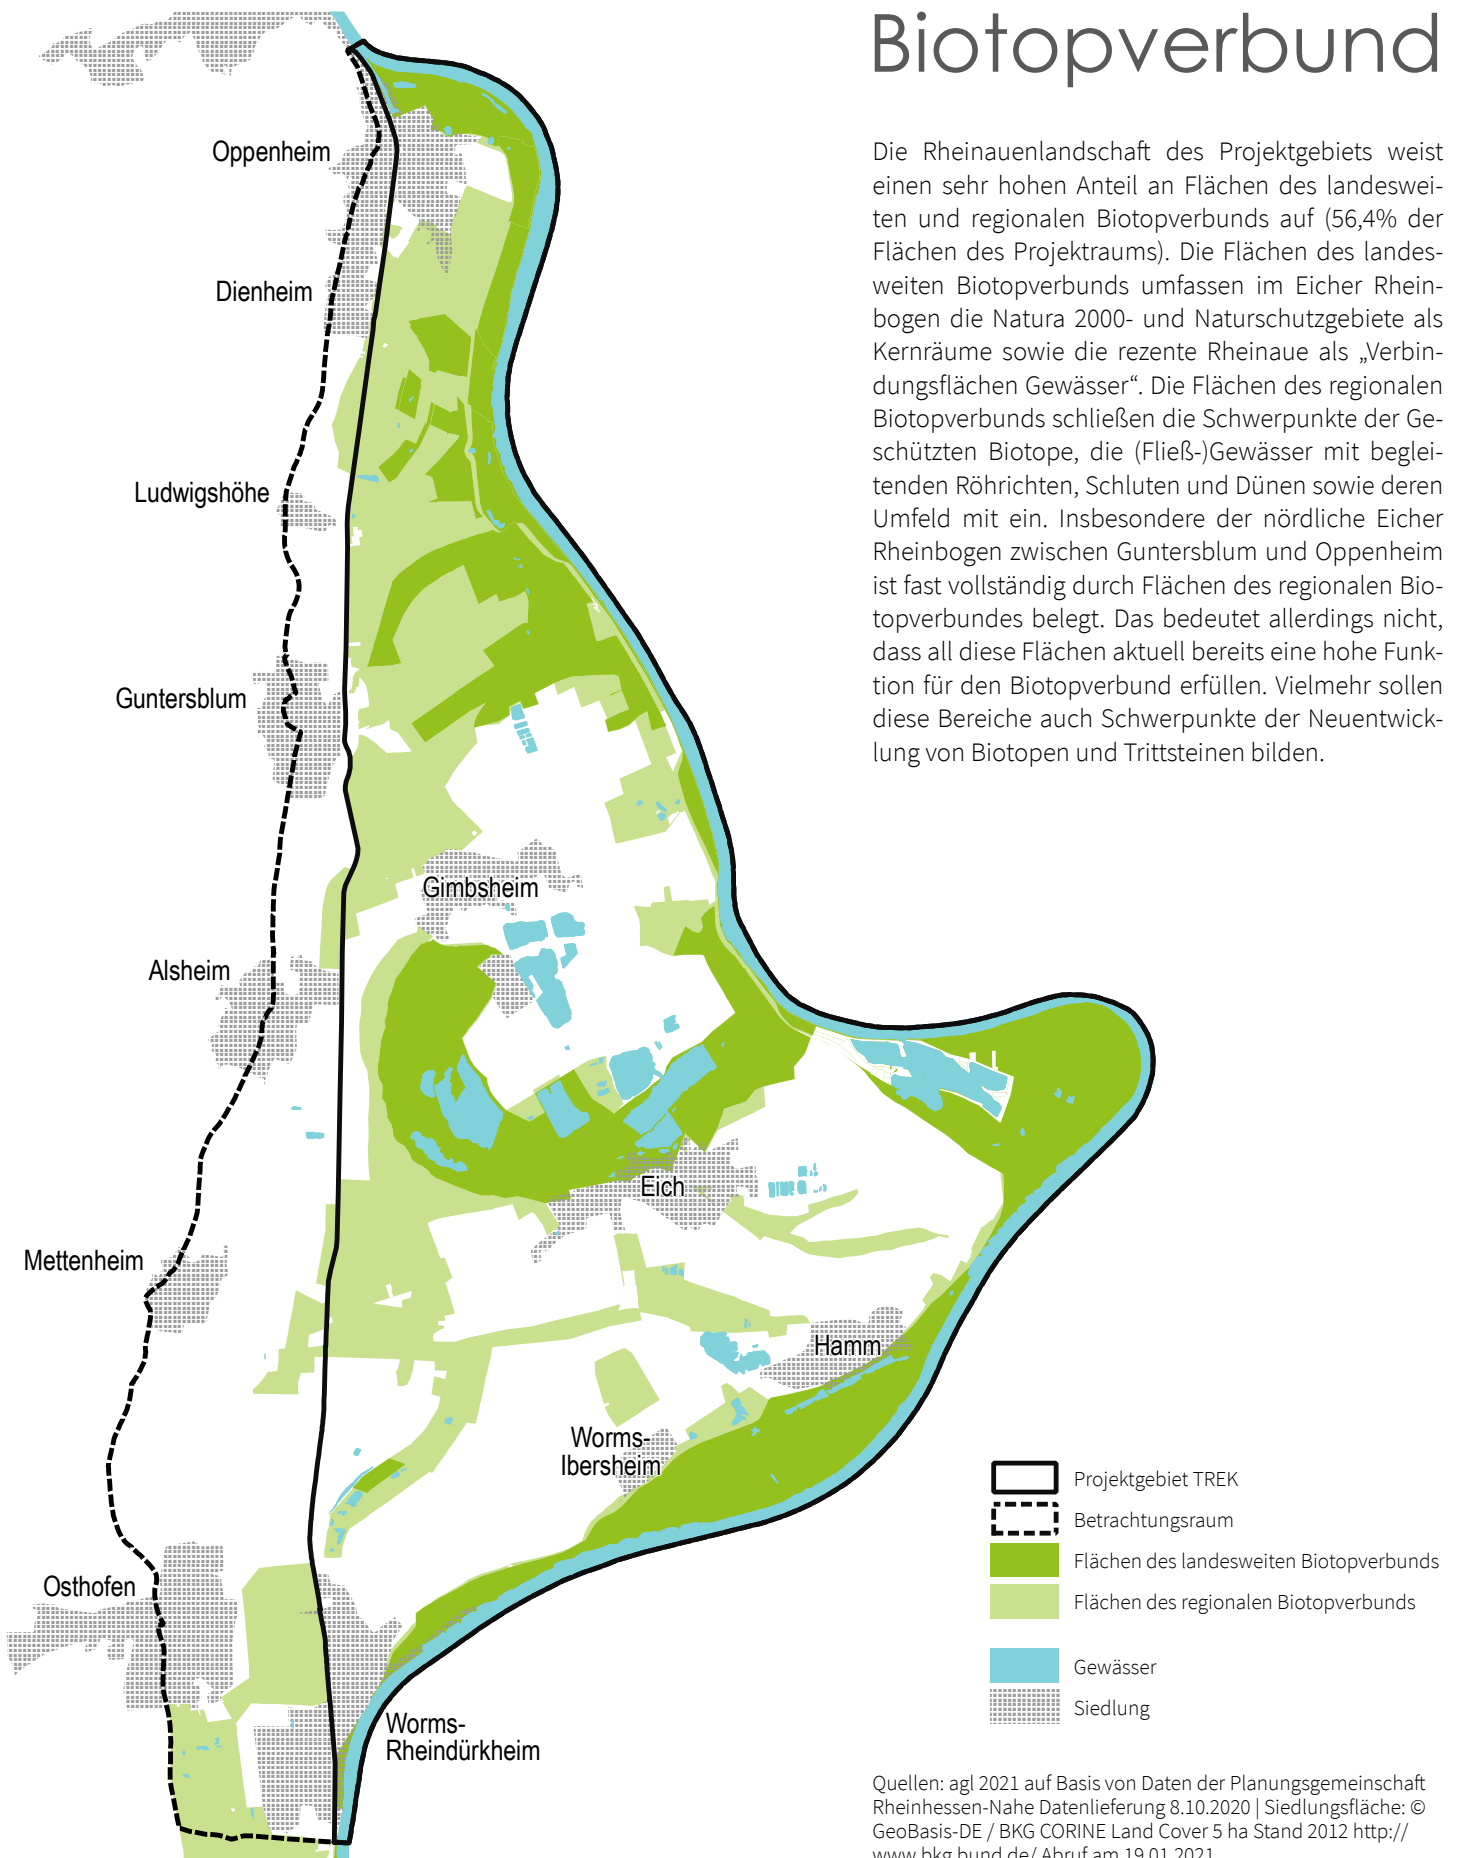 Biotopverbund
Die Rheinauenlandschaft des Projektgebiets weist
einen sehr hohen Anteil an Flächen des landeswei-
ten und regionalen Biotopverbunds auf (56,4% der
Flächen des Projektraums). Die Flächen des landes-
weiten Biotopverbunds umfassen im Eicher Rhein-
bogen die Natura 2000- und Naturschutzgebiete als
Kernräume sowie die rezente Rheinaue als „Verbin-
dungsflächen Gewässer“. Die Flächen des regionalen
Biotopverbunds schließen die Schwerpunkte der Ge-
schützten Biotope, die (Fließ-)Gewässer mit beglei-
tenden Röhrichten, Schluten und Dünen sowie deren
Umfeld mit ein. Insbesondere der nördliche Eicher
Rheinbogen zwischen Guntersblum und Oppenheim
ist fast vollständig durch Flächen des regionalen Bio-
topverbundes belegt. Das bedeutet allerdings nicht,
dass all diese Flächen aktuell bereits eine hohe Funk-
tion für den Biotopverbund erfüllen. Vielmehr sollen
diese Bereiche auch Schwerpunkte der Neuentwick-
lung von Biotopen und Trittsteinen bilden.
Oppenheim
Dienheim
Ludwigshöhe
Guntersblum
Gimbsheim
Alsheim
Eich
Mettenheim
Hamm
Worms-
Ibersheim
Osthofen
Worms-
Rheindürkheim
Projektgebiet TREK
Betrachtungsraum
Flächen des landesweiten Biotopverbunds
Flächen des regionalen Biotopverbunds
Gewässer
Siedlung
Quellen: agl 2021 auf Basis von Daten der Planungsgemeinschaft
Rheinhessen-Nahe Datenlieferung 8.10.2020 | Siedlungsfläche: ©
GeoBasis-DE / BKG CORINE Land Cover 5 ha Stand 2012 http://
www.bkg.bund.de/ Abruf am 19.01.2021